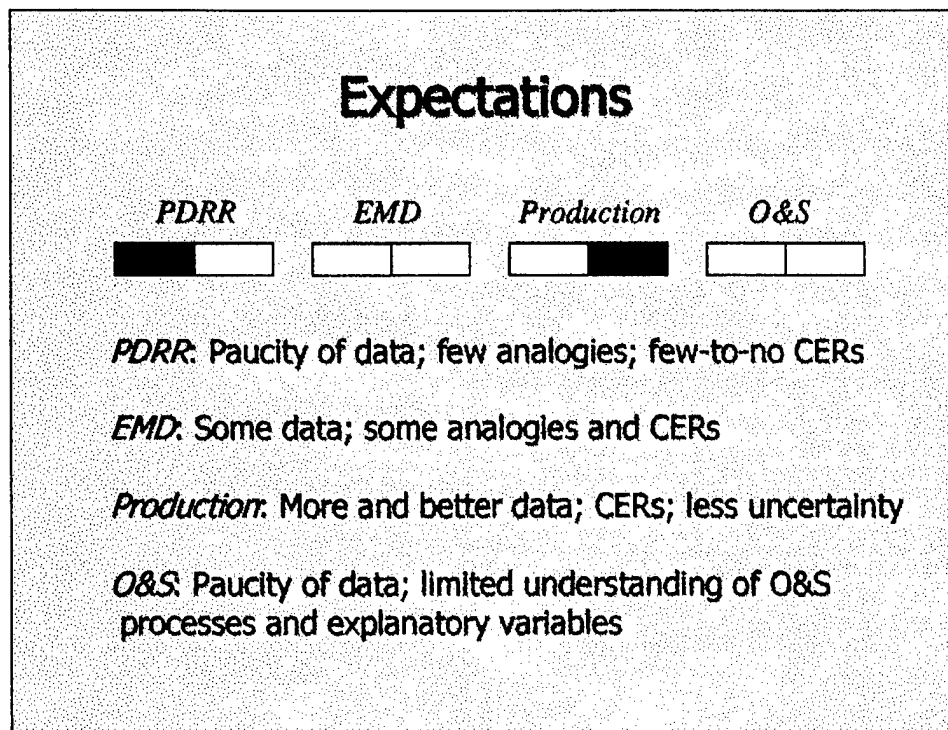 Expectations
PDRR EMD Production O&S
PDRR: Paucity of data; few analogies; few-to-no CERs
EMD: Some data; some analogies and CERs
Production: More and better data; CERs; less uncertainty
O&S: Paucity of data; limited understanding of O&S
processes and explanatory variables